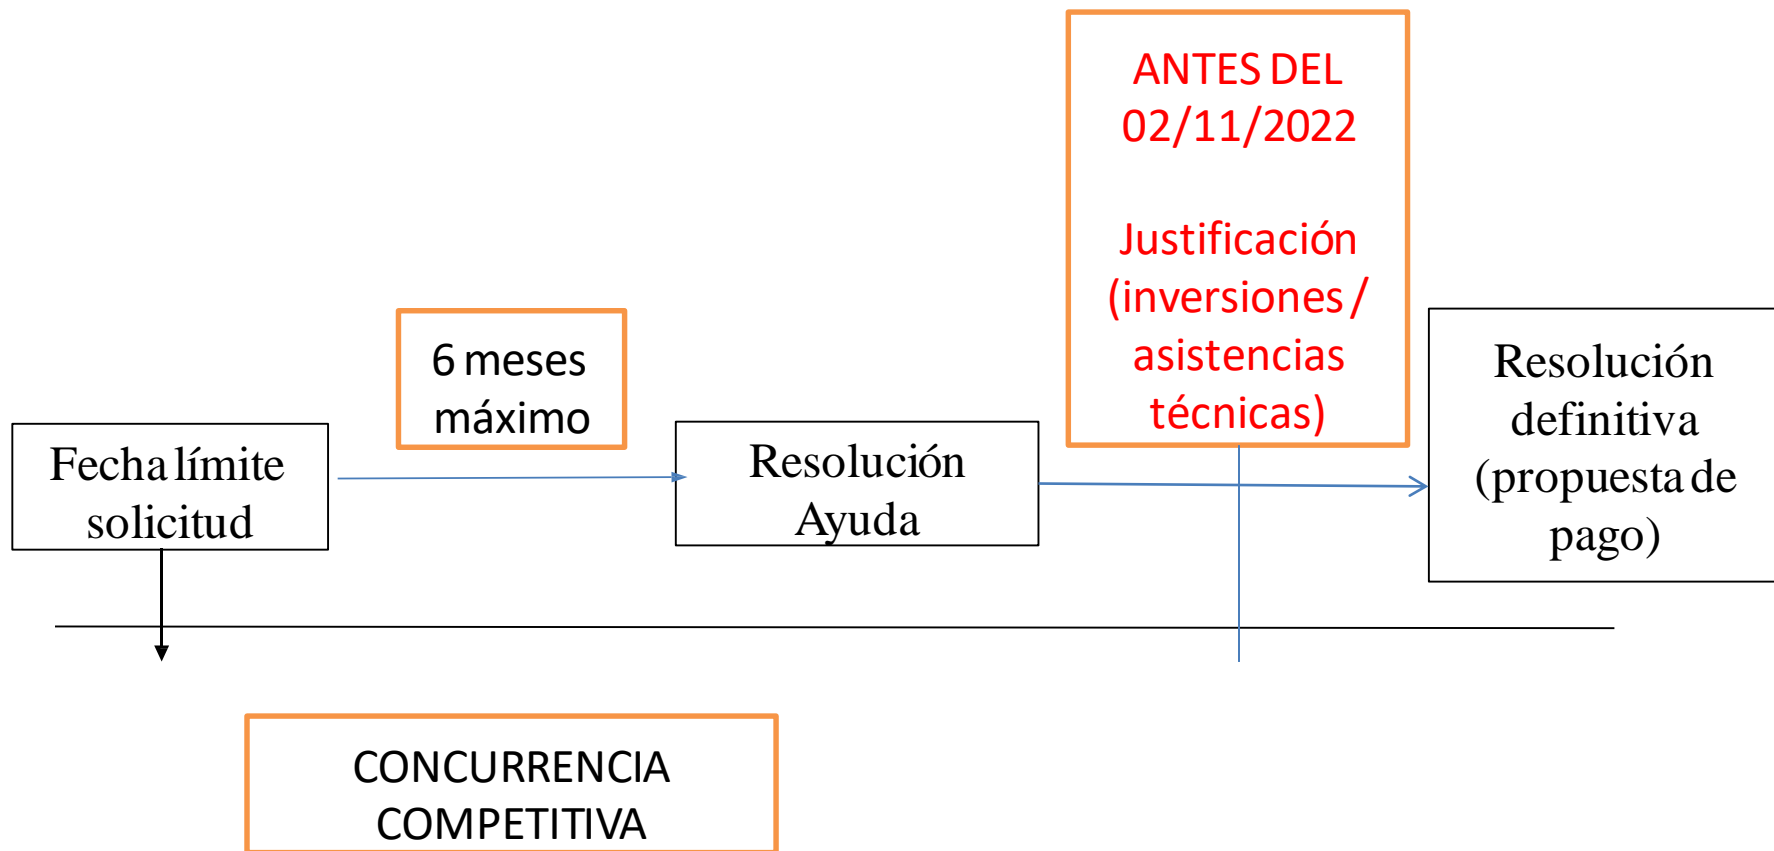 ANTES DEL
02/11/2022
Justificación
(inversiones /
asistencias
técnicas)
6 meses
máximo
Fecha límite
solicitud
Resolución
Ayuda
Resolución
definitiva
(propuesta de
pago)
CONCURRENCIA
COMPETITIVA